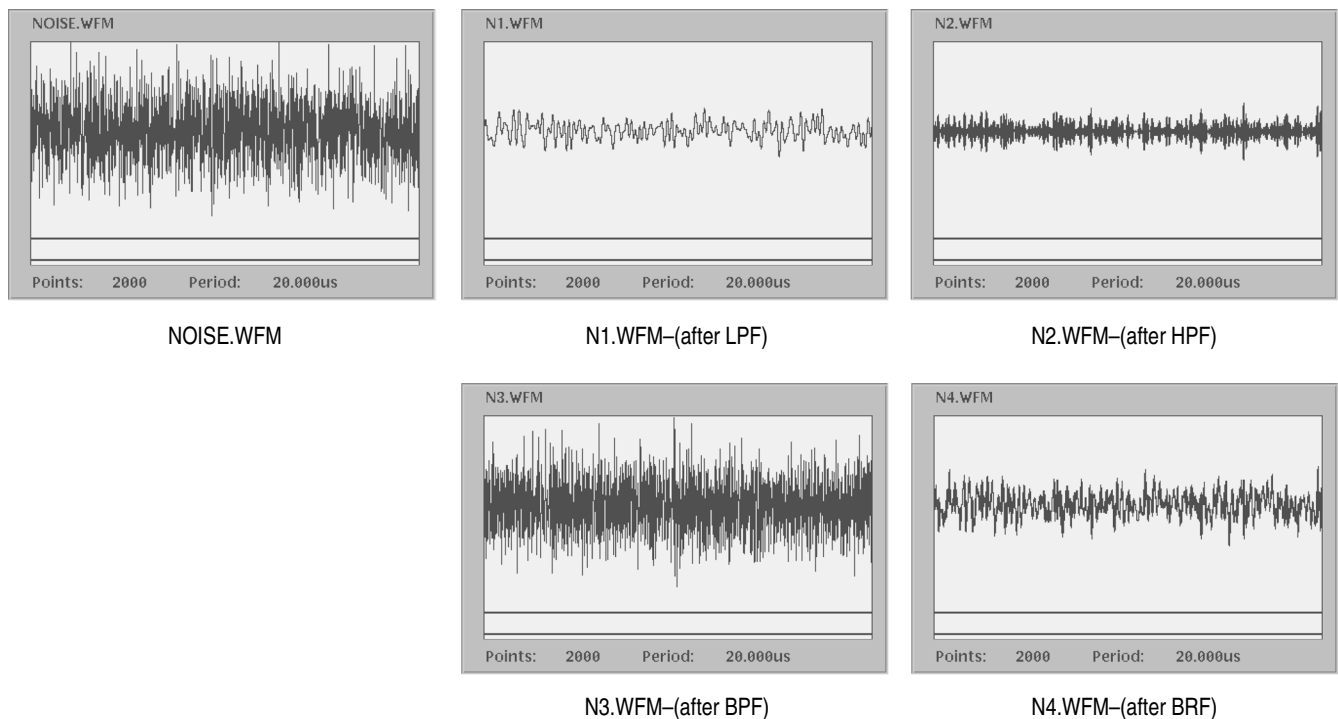 NOISE.WFM
Points: 2000 Period: 20.000us
NOISE.WFM
N1.WFM
Points: 2000 Period: 20.000us
N1.WFM–(after LPF)
N2.WFM
Points: 2000 Period: 20.000us
N2.WFM–(after HPF)
N3.WFM
Points: 2000 Period: 20.000us
N3.WFM–(after BPF)
N4.WFM
Points: 2000 Period: 20.000us
N4.WFM–(after BRF)